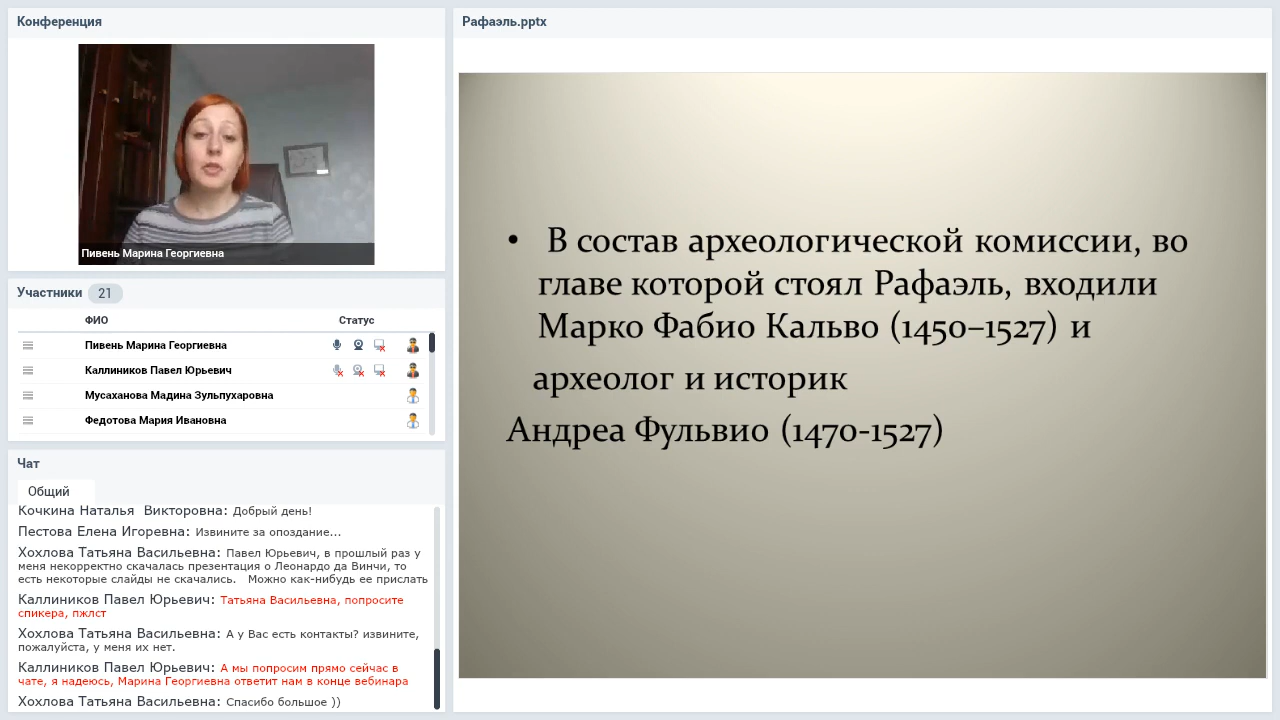 Конференция
Пивень Марина Георгиевна
Участники 21
ФИО Статус
Пивень Марина Георгиевна
Каллиников Павел Юрьевич
Мусаханова Мадина Зульпухаровна
Федотова Мария Ивановна
Чат
Общий
Кочкина Наталья Викторовна: Добрый день!
Пестова Елена Игоревна: Извините за опоздание...
Хохлова Татьяна Васильевна: Павел Юрьевич, в прошлый раз у
меня некорректно скачалась презентация о Леонардо да Винчи, то
есть некоторые слайды не скачались. Можно как-нибудь ее прислать
Каллиников Павел Юрьевич: Татьяна Васильевна, попросите
спикера, пжлст
Хохлова Татьяна Васильевна: А у Вас есть контакты? извините,
пожалуйста, у меня их нет.
Каллиников Павел Юрьевич: А мы попросим прямо сейчас в
чате, я надеюсь, Марина Георгиевна ответит нам в конце вебинара
Хохлова Татьяна Васильевна: Спасибо большое ))
Рафаэль.pptx
• В состав археологической комиссии, во
главе которой стоял Рафаэль, входили
Марко Фабио Кальво (1450–1527) и
археолог и историк
Андреа Фульвио (1470-1527)